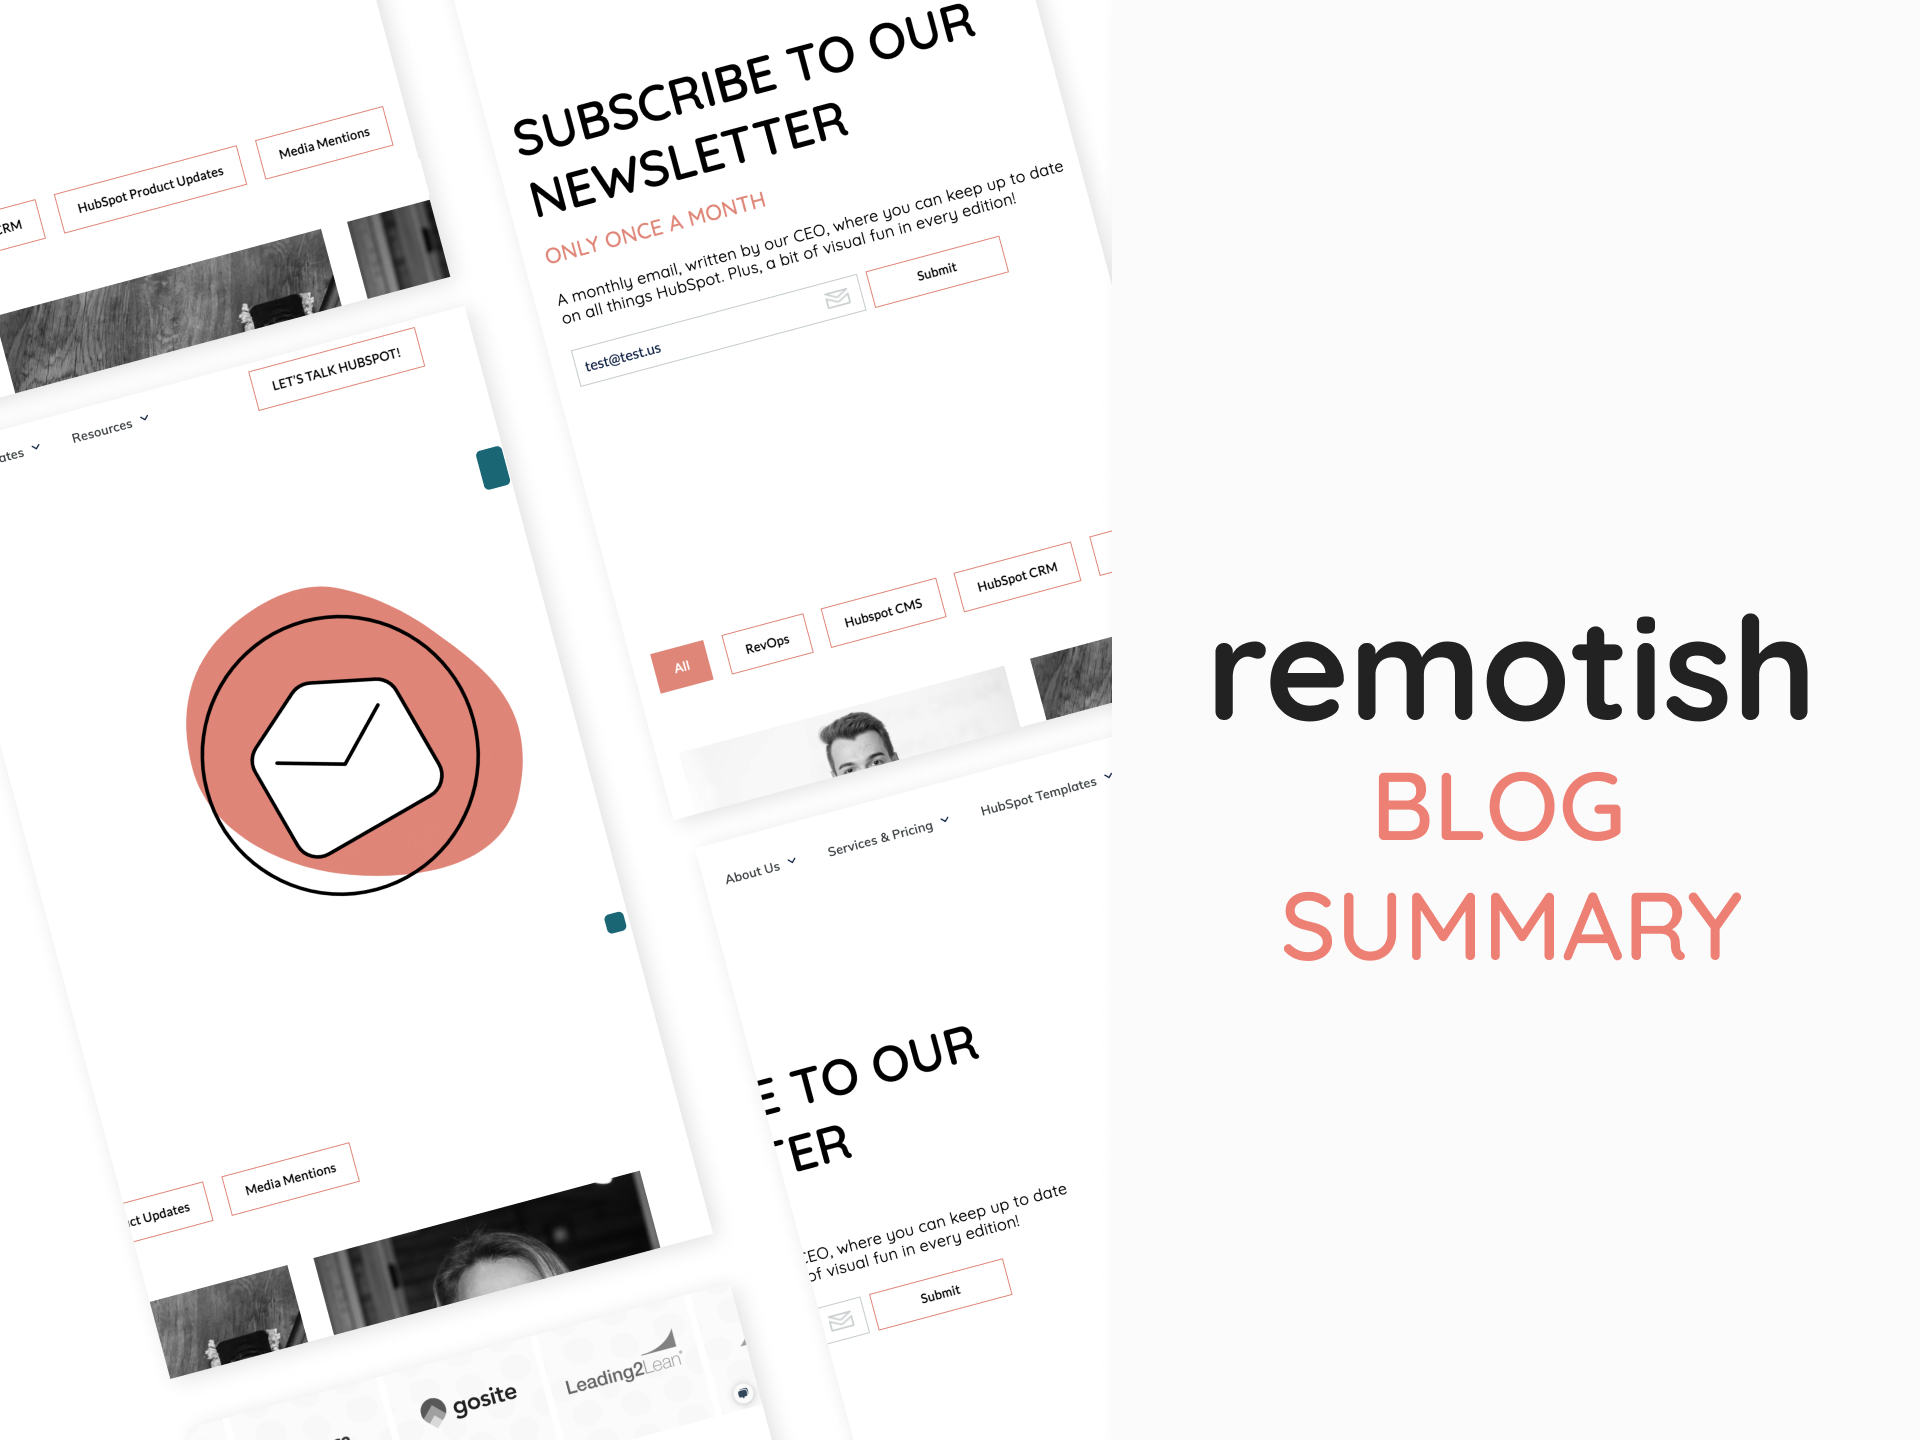 Media Mentions
HubSpot Product Updates
CRM
LET'S TALK HUBSPOT!
Resources
ates
ct Updates
Media Mentions
gosite
Leading2Lean
SUBSCRIBE TO OUR
NEWSLETTER
ONLY ONCE A MONTH
A monthly email, written by our CEO, where you can keep up to date
on all things HubSpot. Plus, a bit of visual fun in every edition!
test@test.us
Submit
All
RevOps
Hubspot CMS
HubSpot CRM
About Us
Services & Pricing
HubSpot Templates
E TO OUR
TER
CEO, where you can keep up to date
of visual fun in every edition!
Submit
remotish
BLOG
SUMMARY